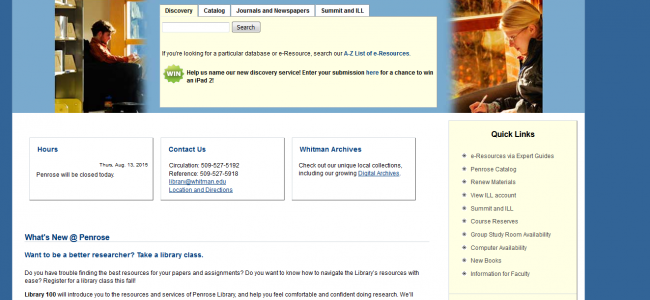 Discovery Catalog Journals and Newspapers Summit and ILL
Search
If you're looking for a particular database or e-Resource, search our A-Z List of e-Resources.
WIN
Help us name our new discovery service! Enter your submission here for a chance to win
an iPad 2!
Hours
Thurs, Aug. 13, 2015
Penrose will be closed today.
Contact Us
Circulation: 509-527-5192
Reference: 509-527-5918
library@whitman.edu
Location and Directions
Whitman Archives
Check out our unique local collections,
including our growing Digital Archives.
Quick Links
e-Resources via Expert Guides
Penrose Catalog
Renew Materials
View ILL account
Summit and ILL
Course Reserves
Group Study Room Availability
Computer Availability
New Books
Information for Faculty
What's New @ Penrose
Want to be a better researcher? Take a library class.
Do you have trouble finding the best resources for your papers and assignments? Do you want to know how to navigate the Library's resources with
ease? Register for a library class this fall!
Library 100 will introduce you to the resources and services of Penrose Library, and help you feel comfortable and confident doing research. We'll